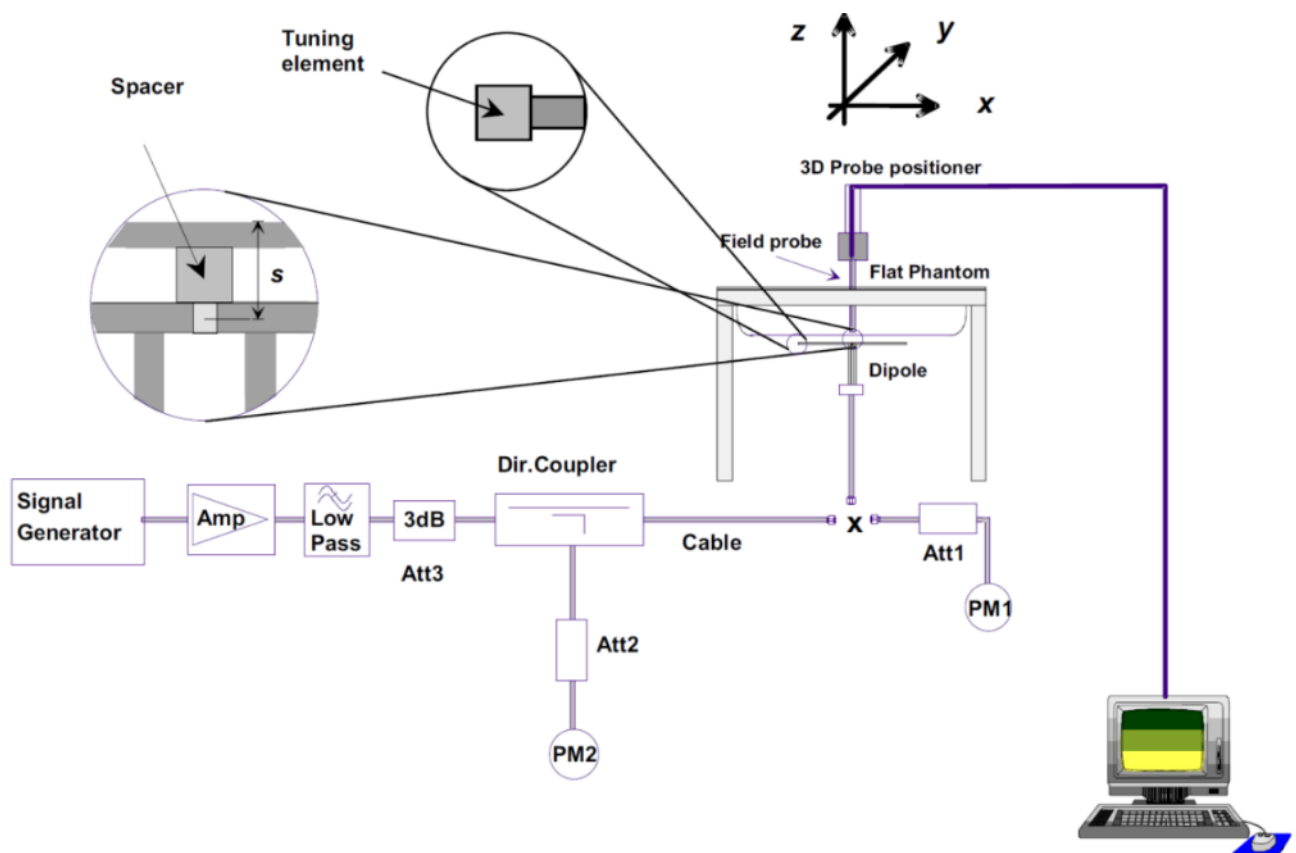 Tuning
element
Spacer
z
y
x
3D Probe positioner
Field probe
Flat Phantom
s
Dipole
Dir.Coupler
Signal
Generator
Amp
Low
Pass
3dB
Att3
Cable
x
Att1
PM1
Att2
PM2